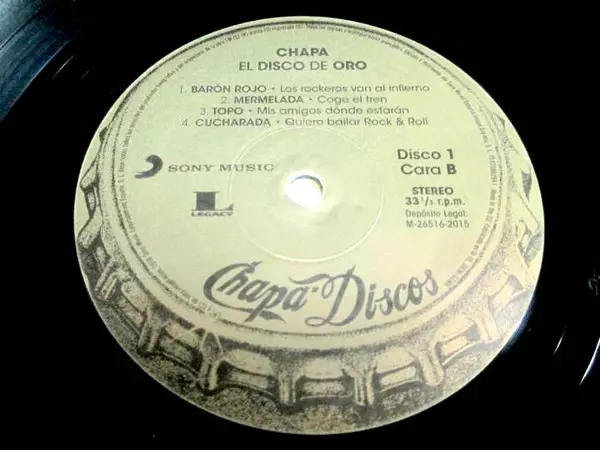 CHAPA
EL DISCO DE ORO
1. BARÓN ROJO • Los rockeros van al infierno
2. MERMELADA • Coge el tren
3. TOPO • Mis amigos dónde estarán
4. CUCHARADA • Quiero bailar Rock & Roll
SONY MUSIC
L
LEGACY
Disco 1
Cara B
STEREO
33 1/3 r.p.m.
Depósito Legal:
M-26516-2015
Chapa Discos